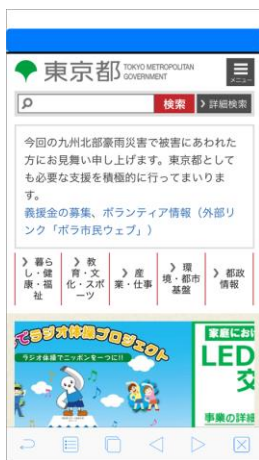 東京都 TOKYO METROPOLITAN
GOVERNMENT
メニュー
検索
詳細検索
今回の九州北部豪雨災害で被害にあわれた
方にお見舞い申し上げます。東京都として
も必要な支援を積極的に行ってまいりま
す。
義援金の募集、ボランティア情報（外部リ
ンク「ボラ市民ウェブ」）
暮ら
し・健
康・福
祉
教
育・文
化・スポ
ーツ
産
業・仕事
環
境・都市
基盤
都政
情報
てラジオ体操プロジェクト
ラジオ体操でニッポンを一つに!!
家庭にお
LED
交
事業の詳細